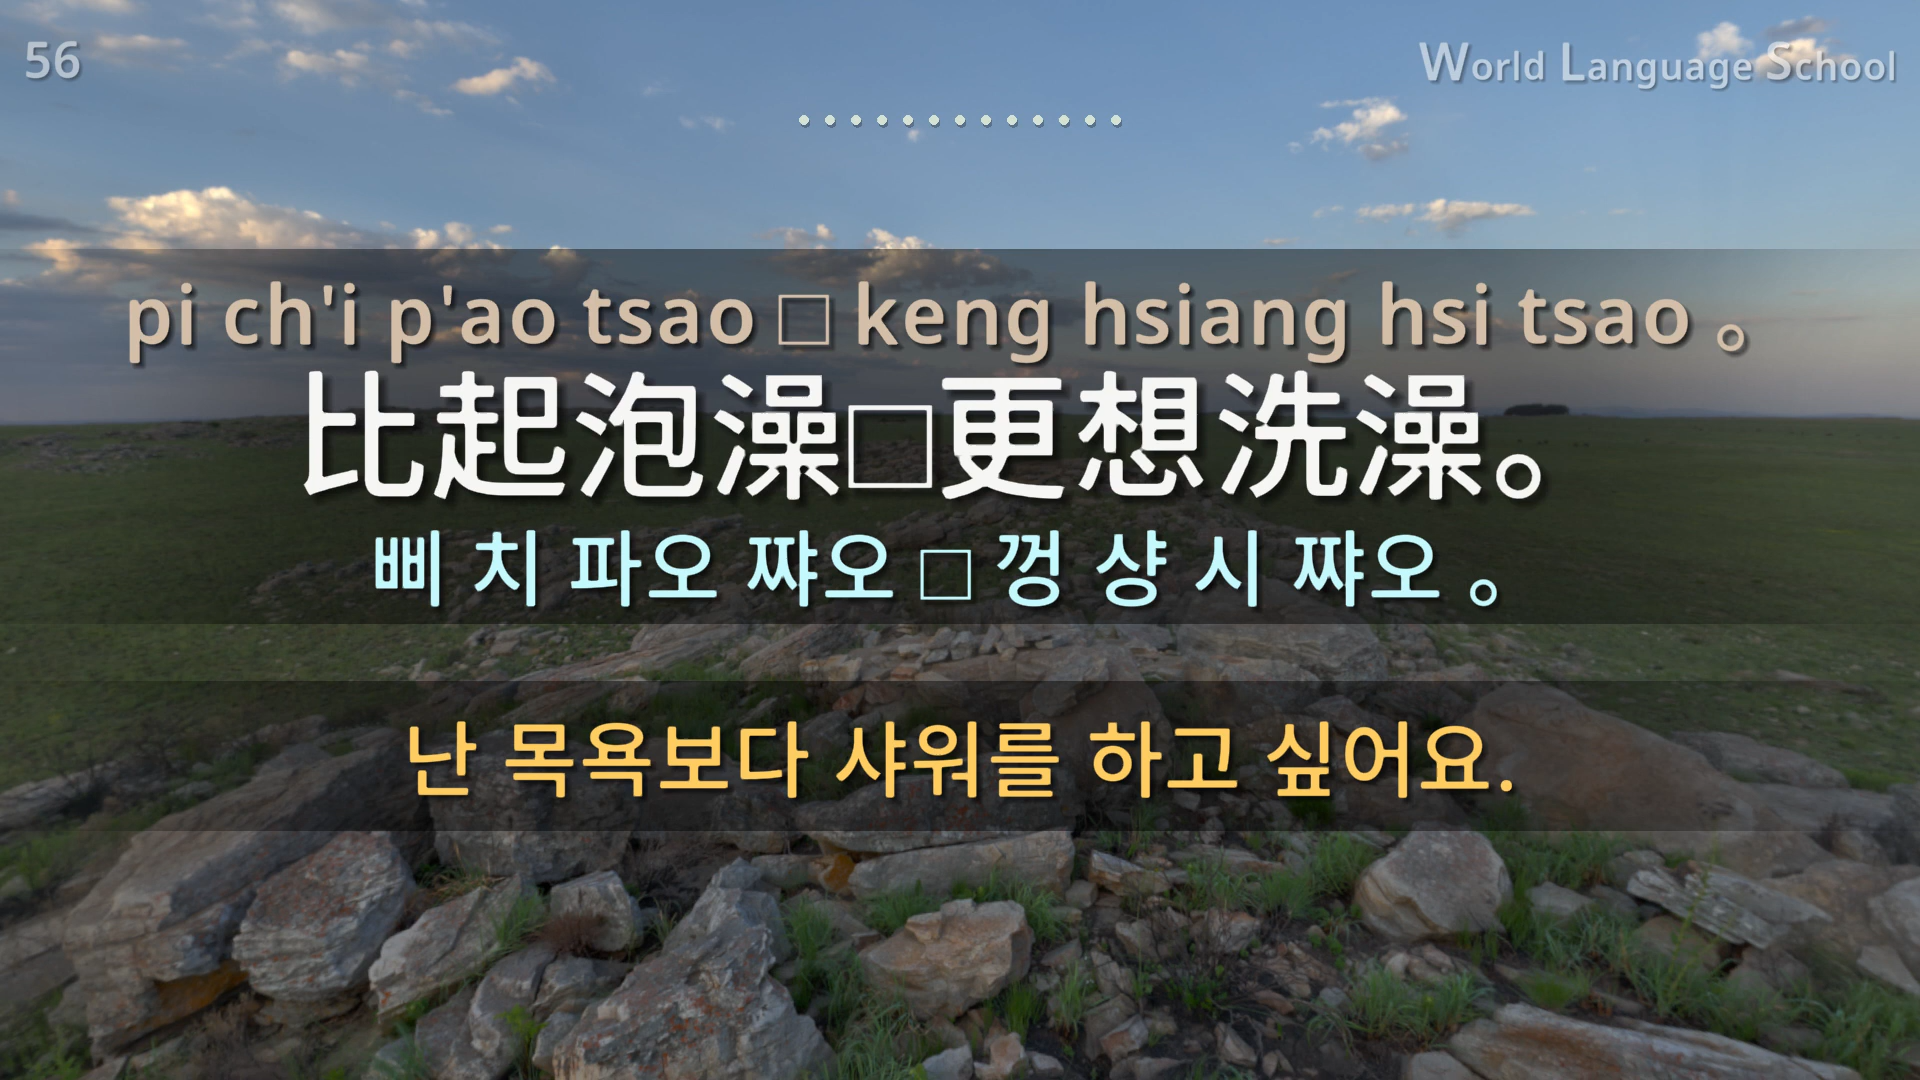 56
World Language School
pi ch'i p'ao tsao □ keng hsiang hsi tsao 。
比起泡澡□更想洗澡。
삐 치 파오 쨔오 □ 껑 샹 시 쨔오 。
난 목욕보다 샤워를 하고 싶어요.